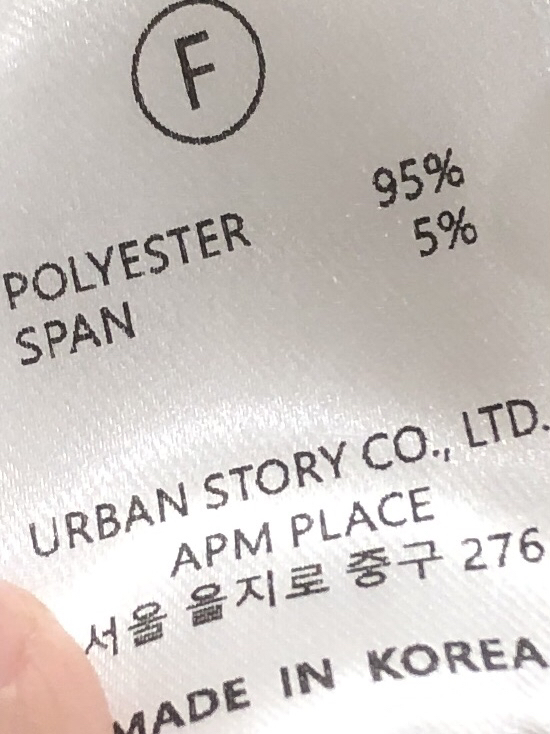 F
POLYESTER 95%
SPAN 5%
URBAN STORY CO., LTD.
APM PLACE
서울 을지로 중구 276
MADE IN KOREA